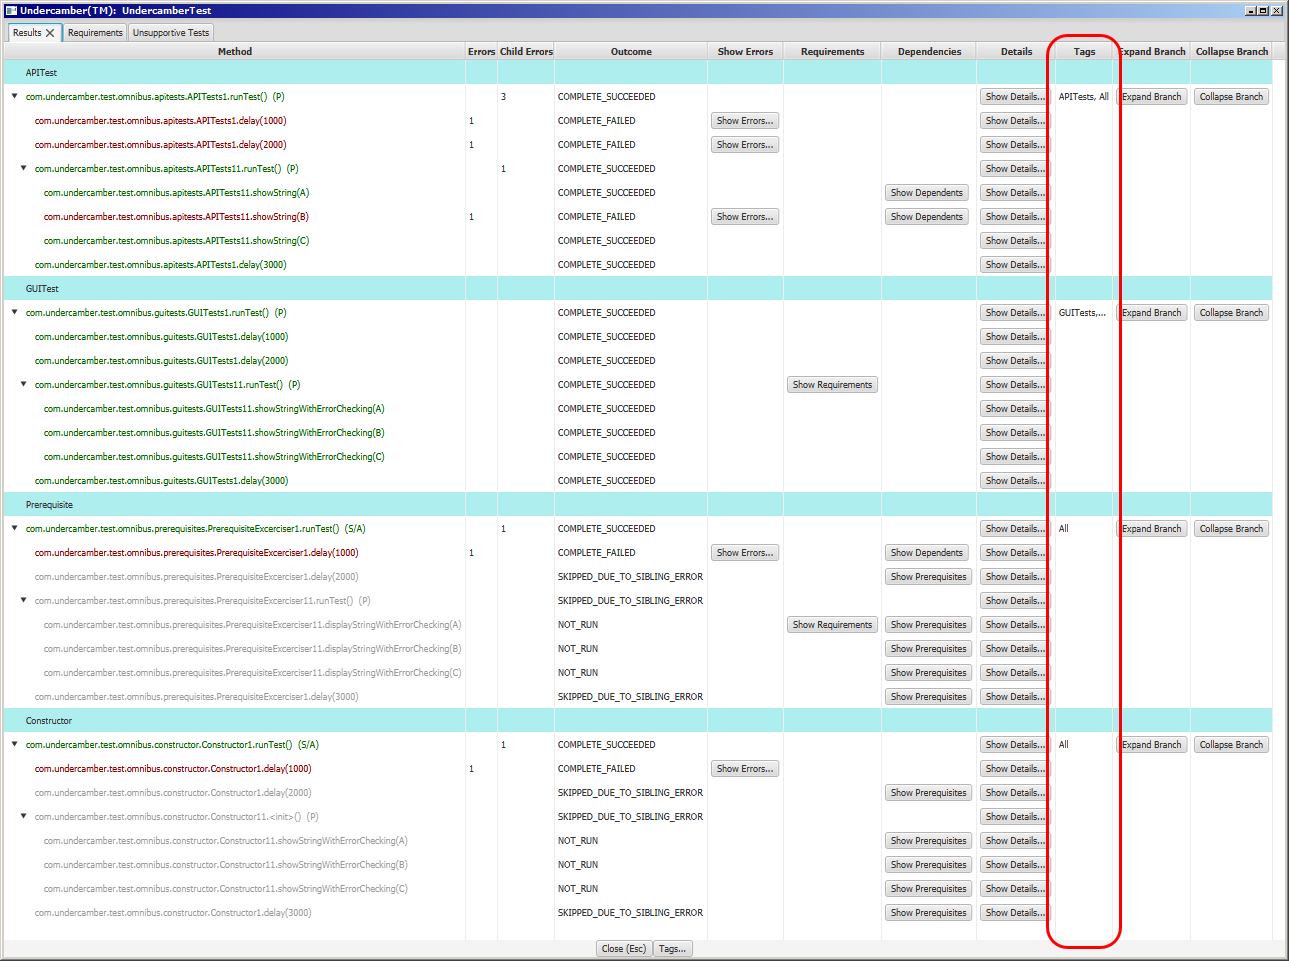 Undercamber(TM):  UndercamberTest
Results Requirements Unsupportive Tests
Method Errors Child Errors Outcome Show Errors Requirements Dependencies Details Tags Expand Branch Collapse Branch
APITest
com.undercamber.test.omnibus.apitests.APITests1.runTest()  (P) 3 COMPLETE_SUCCEEDED Show Details... APITests, All Expand Branch Collapse Branch
com.undercamber.test.omnibus.apitests.APITests1.delay(1000) 1 COMPLETE_FAILED Show Errors... Show Details...
com.undercamber.test.omnibus.apitests.APITests1.delay(2000) 1 COMPLETE_FAILED Show Errors... Show Details...
com.undercamber.test.omnibus.apitests.APITests11.runTest()  (P) 1 COMPLETE_SUCCEEDED Show Details...
com.undercamber.test.omnibus.apitests.APITests11.showString(A) COMPLETE_SUCCEEDED Show Dependents Show Details...
com.undercamber.test.omnibus.apitests.APITests11.showString(B) 1 COMPLETE_FAILED Show Errors... Show Dependents Show Details...
com.undercamber.test.omnibus.apitests.APITests11.showString(C) COMPLETE_SUCCEEDED Show Details...
com.undercamber.test.omnibus.apitests.APITests1.delay(3000) COMPLETE_SUCCEEDED Show Details...
GUITest
com.undercamber.test.omnibus.guitests.GUITests1.runTest()  (P) COMPLETE_SUCCEEDED Show Details... GUITests,... Expand Branch Collapse Branch
com.undercamber.test.omnibus.guitests.GUITests1.delay(1000) COMPLETE_SUCCEEDED Show Details...
com.undercamber.test.omnibus.guitests.GUITests1.delay(2000) COMPLETE_SUCCEEDED Show Details...
com.undercamber.test.omnibus.guitests.GUITests11.runTest()  (P) COMPLETE_SUCCEEDED Show Requirements Show Details...
com.undercamber.test.omnibus.guitests.GUITests11.showStringWithErrorChecking(A) COMPLETE_SUCCEEDED Show Details...
com.undercamber.test.omnibus.guitests.GUITests11.showStringWithErrorChecking(B) COMPLETE_SUCCEEDED Show Details...
com.undercamber.test.omnibus.guitests.GUITests11.showStringWithErrorChecking(C) COMPLETE_SUCCEEDED Show Details...
com.undercamber.test.omnibus.guitests.GUITests1.delay(3000) COMPLETE_SUCCEEDED Show Details...
Prerequisite
com.undercamber.test.omnibus.prerequisites.PrerequisiteExcerciser1.runTest()  (S/A) 1 COMPLETE_SUCCEEDED Show Details... All Expand Branch Collapse Branch
com.undercamber.test.omnibus.prerequisites.PrerequisiteExcerciser1.delay(1000) 1 COMPLETE_FAILED Show Errors... Show Dependents Show Details...
com.undercamber.test.omnibus.prerequisites.PrerequisiteExcerciser1.delay(2000) SKIPPED_DUE_TO_SIBLING_ERROR Show Prerequisites Show Details...
com.undercamber.test.omnibus.prerequisites.PrerequisiteExcerciser11.runTest()  (P) SKIPPED_DUE_TO_SIBLING_ERROR Show Details...
com.undercamber.test.omnibus.prerequisites.PrerequisiteExcerciser11.displayStringWithErrorChecking(A) NOT_RUN Show Requirements Show Prerequisites Show Details...
com.undercamber.test.omnibus.prerequisites.PrerequisiteExcerciser11.displayStringWithErrorChecking(B) NOT_RUN Show Prerequisites Show Details...
com.undercamber.test.omnibus.prerequisites.PrerequisiteExcerciser11.displayStringWithErrorChecking(C) NOT_RUN Show Prerequisites Show Details...
com.undercamber.test.omnibus.prerequisites.PrerequisiteExcerciser1.delay(3000) SKIPPED_DUE_TO_SIBLING_ERROR Show Prerequisites Show Details...
Constructor
com.undercamber.test.omnibus.constructor.Constructor1.runTest()  (S/A) 1 COMPLETE_SUCCEEDED Show Details... All Expand Branch Collapse Branch
com.undercamber.test.omnibus.constructor.Constructor1.delay(1000) 1 COMPLETE_FAILED Show Errors... Show Details...
com.undercamber.test.omnibus.constructor.Constructor1.delay(2000) SKIPPED_DUE_TO_SIBLING_ERROR Show Prerequisites Show Details...
com.undercamber.test.omnibus.constructor.Constructor11.<init>()  (P) SKIPPED_DUE_TO_SIBLING_ERROR Show Details...
com.undercamber.test.omnibus.constructor.Constructor11.showStringWithErrorChecking(A) NOT_RUN Show Prerequisites Show Details...
com.undercamber.test.omnibus.constructor.Constructor11.showStringWithErrorChecking(B) NOT_RUN Show Prerequisites Show Details...
com.undercamber.test.omnibus.constructor.Constructor11.showStringWithErrorChecking(C) NOT_RUN Show Prerequisites Show Details...
com.undercamber.test.omnibus.constructor.Constructor1.delay(3000) SKIPPED_DUE_TO_SIBLING_ERROR Show Prerequisites Show Details...
Close (Esc) Tags...